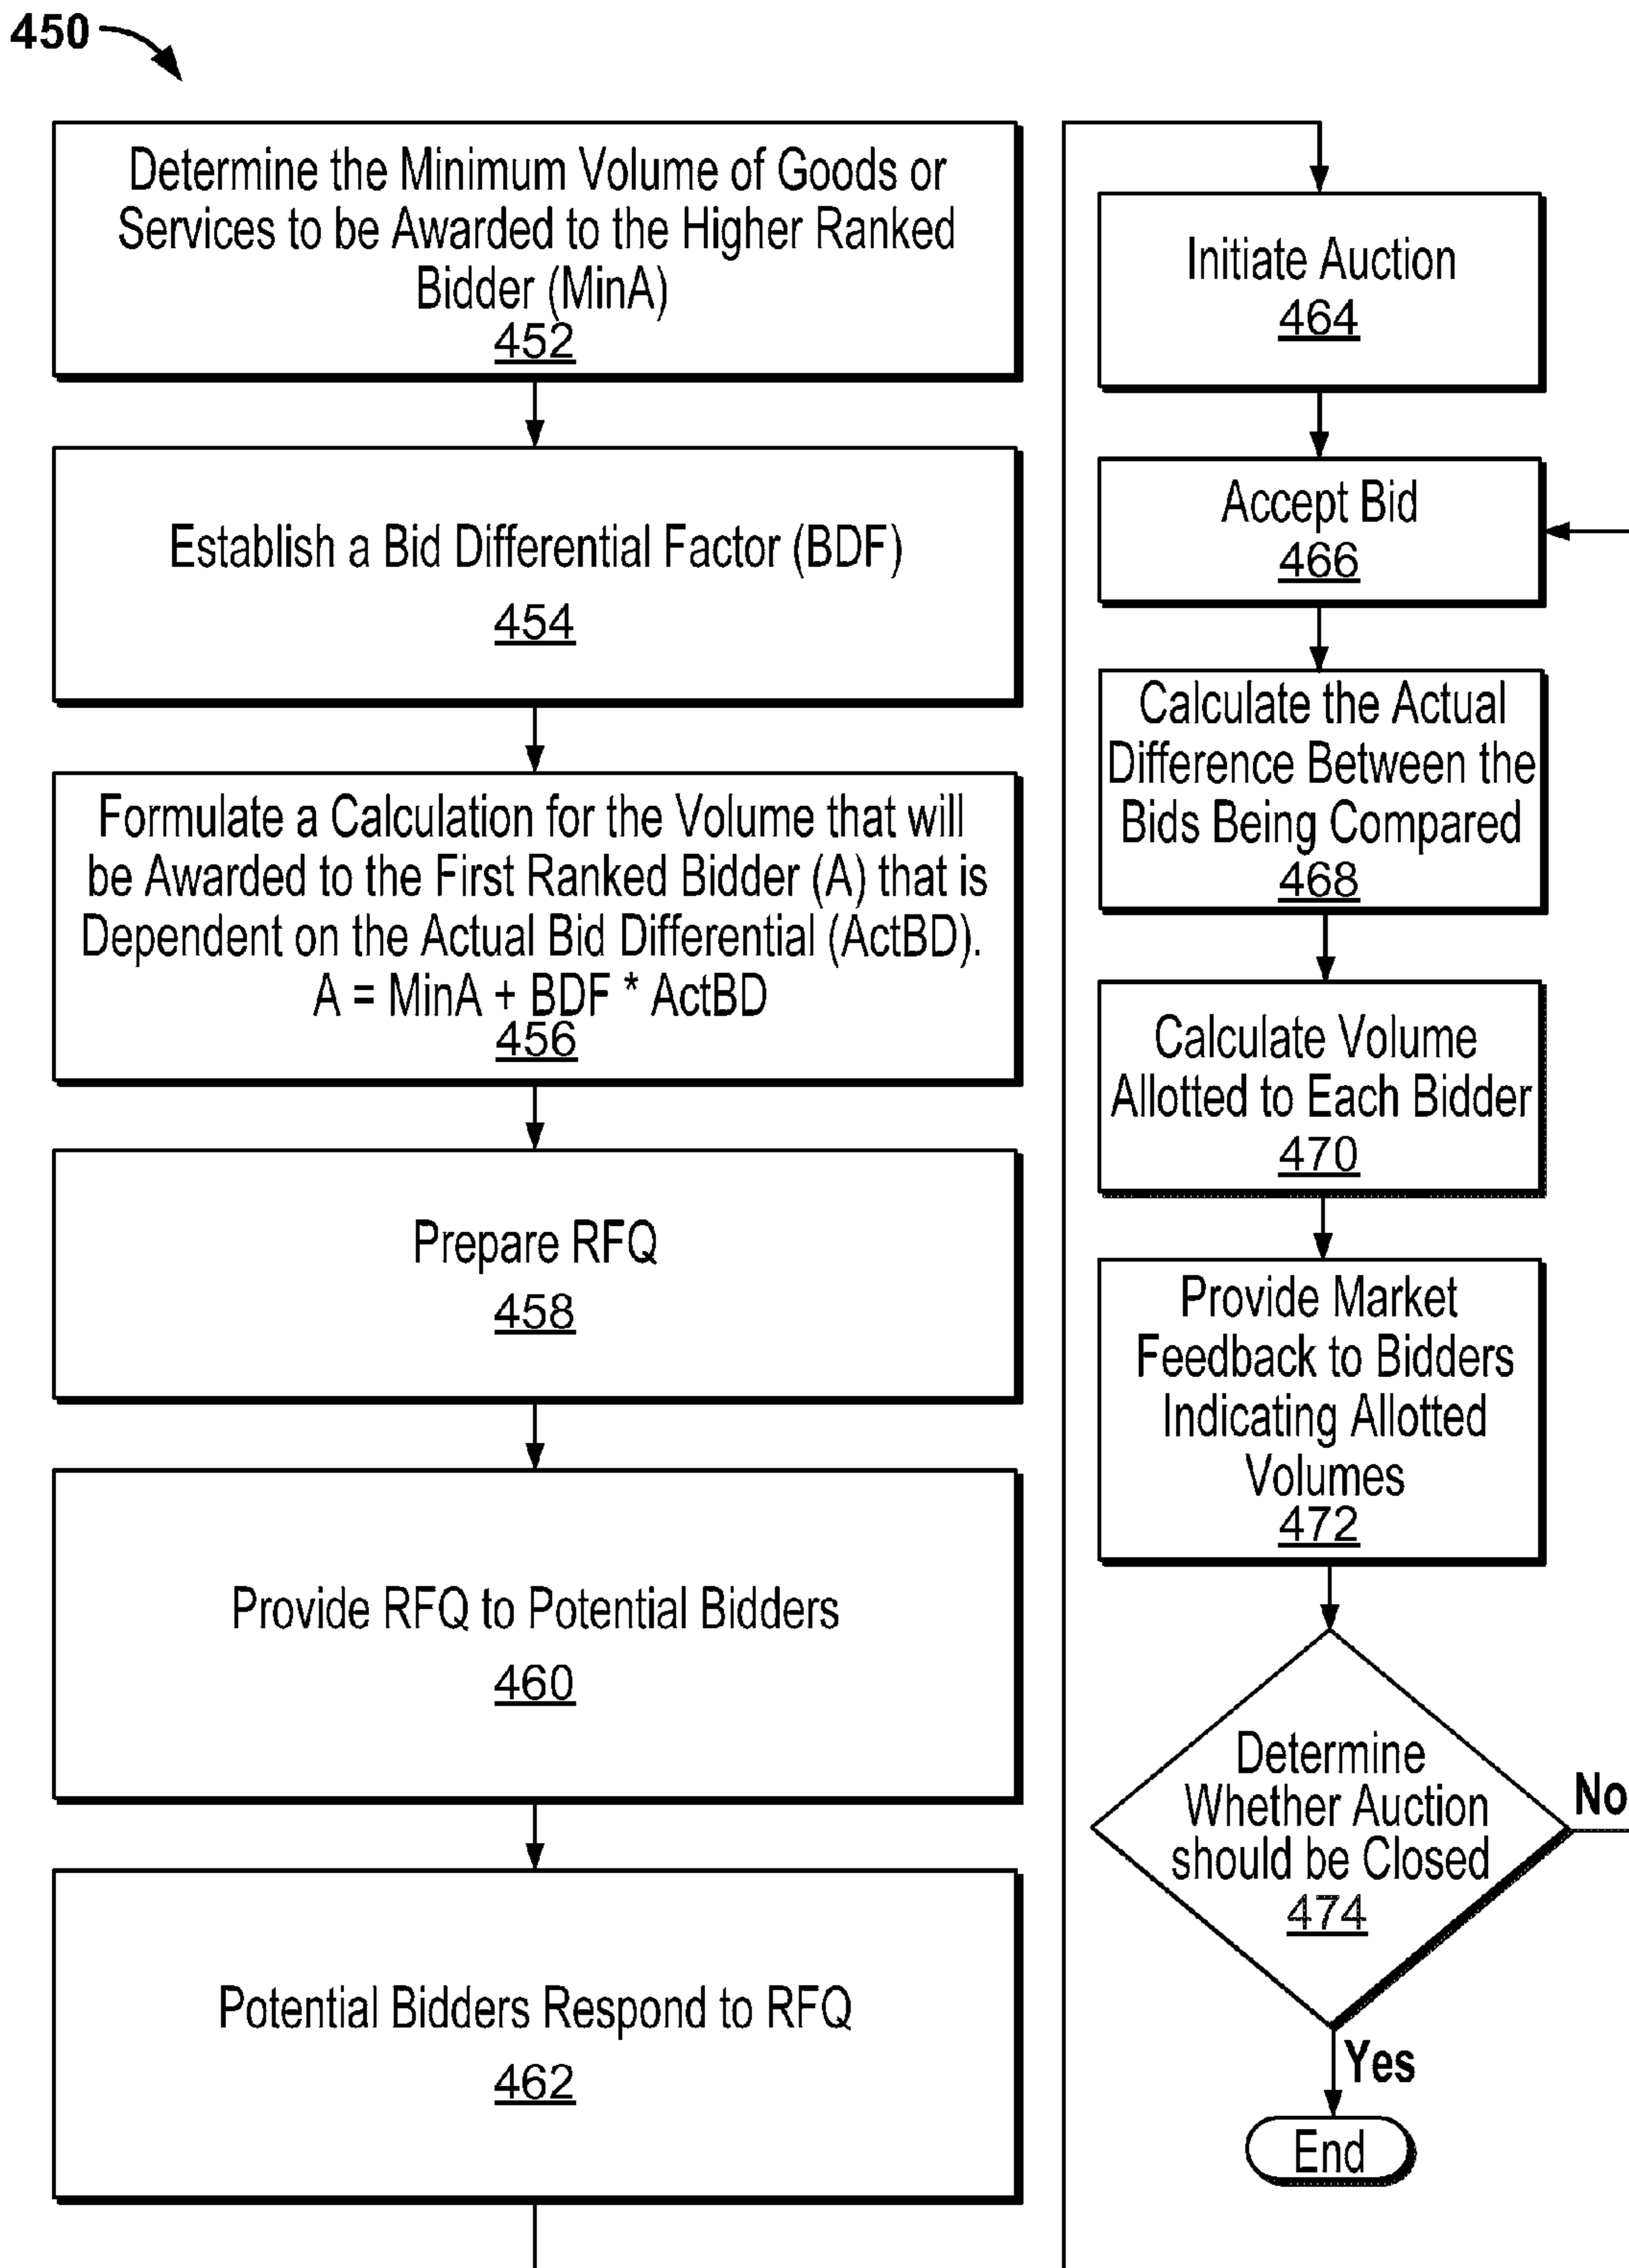 450
Determine the Minimum Volume of Goods or
Services to be Awarded to the Higher Ranked
Bidder (MinA)
452
Establish a Bid Differential Factor (BDF)
454
Formulate a Calculation for the Volume that will
be Awarded to the First Ranked Bidder (A) that is
Dependent on the Actual Bid Differential (ActBD).
A = MinA + BDF * ActBD
456
Prepare RFQ
458
Provide RFQ to Potential Bidders
460
Potential Bidders Respond to RFQ
462
Initiate Auction
464
Accept Bid
466
Calculate the Actual
Difference Between the
Bids Being Compared
468
Calculate Volume
Allotted to Each Bidder
470
Provide Market
Feedback to Bidders
Indicating Allotted
Volumes
472
Determine
Whether Auction
should be Closed
474
No
Yes
End